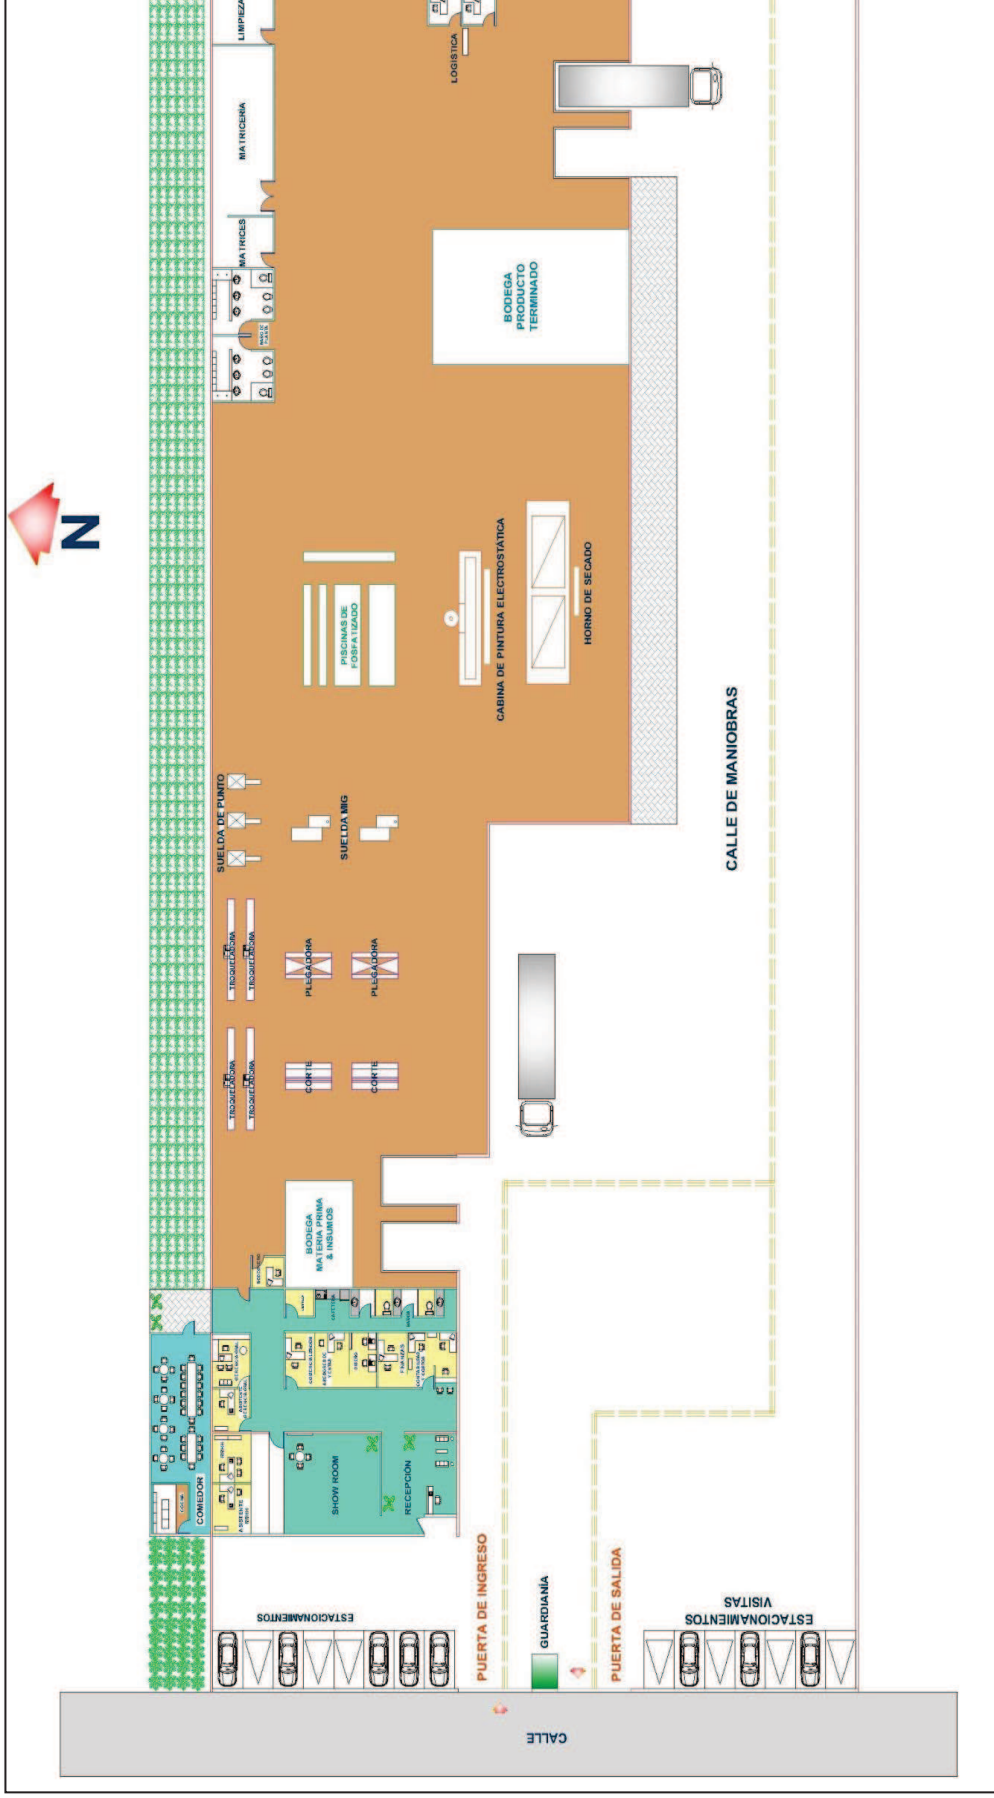 LIMPIEZA
LOGISTICA
MATRICERÍA
MATRICES
BODEGA
PRODUCTO
TERMINADO
N
PISCINAS DE
FOSFATIZADO
CABINA DE PINTURA ELECTROSTÁTICA
HORNO DE SECADO
SUELDA DE PUNTO
SUELDA MIG
CALLE DE MANIOBRAS
TROQUELADORA
TROQUELADORA
PLEGADORA
PLEGADORA
TROQUELADORA
TROQUELADORA
CORTE
CORTE
BODEGA
MATERIA PRIMA
& INSUMOS
COMEDOR
SHOW ROOM
RECEPCIÓN
ESTACIONAMIENTOS
PUERTA DE INGRESO
GUARDIANÍA
PUERTA DE SALIDA
ESTACIONAMIENTOS
VISITAS
CALLE